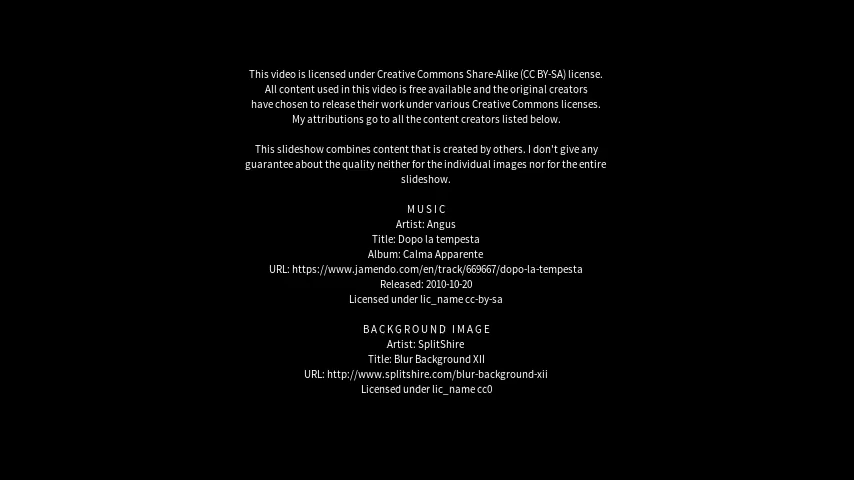 This video is licensed under Creative Commons Share-Alike (CC BY-SA) license.
All content used in this video is free available and the original creators
have chosen to release their work under various Creative Commons licenses.
My attributions go to all the content creators listed below.
This slideshow combines content that is created by others. I don't give any
guarantee about the quality neither for the individual images nor for the entire
slideshow.
MUSIC
Artist: Angus
Title: Dopo la tempesta
Album: Calma Apparente
URL: https://www.jamendo.com/en/track/669667/dopo-la-tempesta
Released: 2010-10-20
Licensed under lic_name cc-by-sa
BACKGROUND IMAGE
Artist: SplitShire
Title: Blur Background XII
URL: http://www.splitshire.com/blur-background-xii
Licensed under lic_name cc0